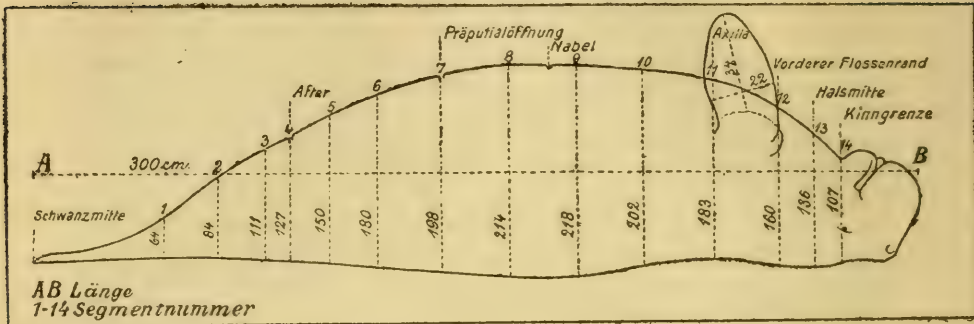 Präputialöffnung
Nabel
Axilla
After
Vorderer Flossenrand
Halsmitte
Kinngrenze
1 2 3 4 5 6 7 8 9 10 11 12 13 14
34 22
A 300 cm. B
Schwanzmitte
64 84 111 127 150 180 198 214 218 202 183 160 136 107
AB Länge
1-14 Segmentnummer